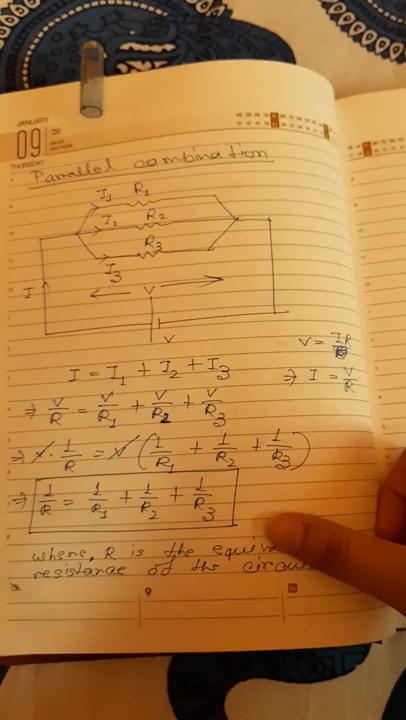 JANUARY
09
20
THURSDAY
Parallel combination
I1 R1
I2 R2
R3
I3
I
V
V
V = IR
I = I1 + I2 + I3
⇒ I = V/R
⇒ V/R = V/R1 + V/R2 + V/R3
⇒ V · 1/R = V (1/R1 + 1/R2 + 1/R3)
⇒ 1/R = 1/R1 + 1/R2 + 1/R3
where, R is the
resistance of the